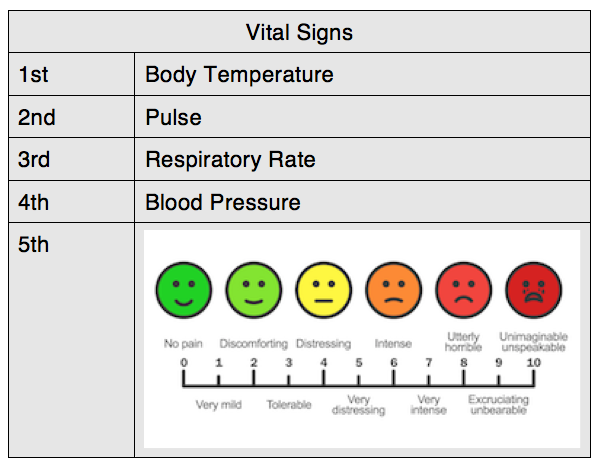 Vital Signs
1st Body Temperature
2nd Pulse
3rd Respiratory Rate
4th Blood Pressure
5th
No pain Discomforting Distressing Intense Utterly horrible Unimaginable unspeakable
0 1 2 3 4 5 6 7 8 9 10
Very mild Tolerable Very distressing Very intense Excruciating unbearable